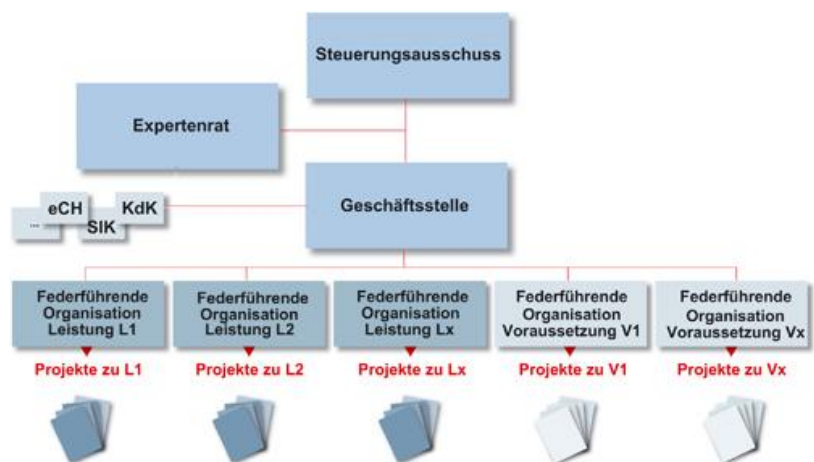 Steuerungsausschuss
Expertenrat
Geschäftsstelle
eCH
KdK
...
SIK
Federführende
Organisation
Leistung L1
Federführende
Organisation
Leistung L2
Federführende
Organisation
Leistung Lx
Federführende
Organisation
Voraussetzung V1
Federführende
Organisation
Voraussetzung Vx
Projekte zu L1
Projekte zu L2
Projekte zu Lx
Projekte zu V1
Projekte zu Vx